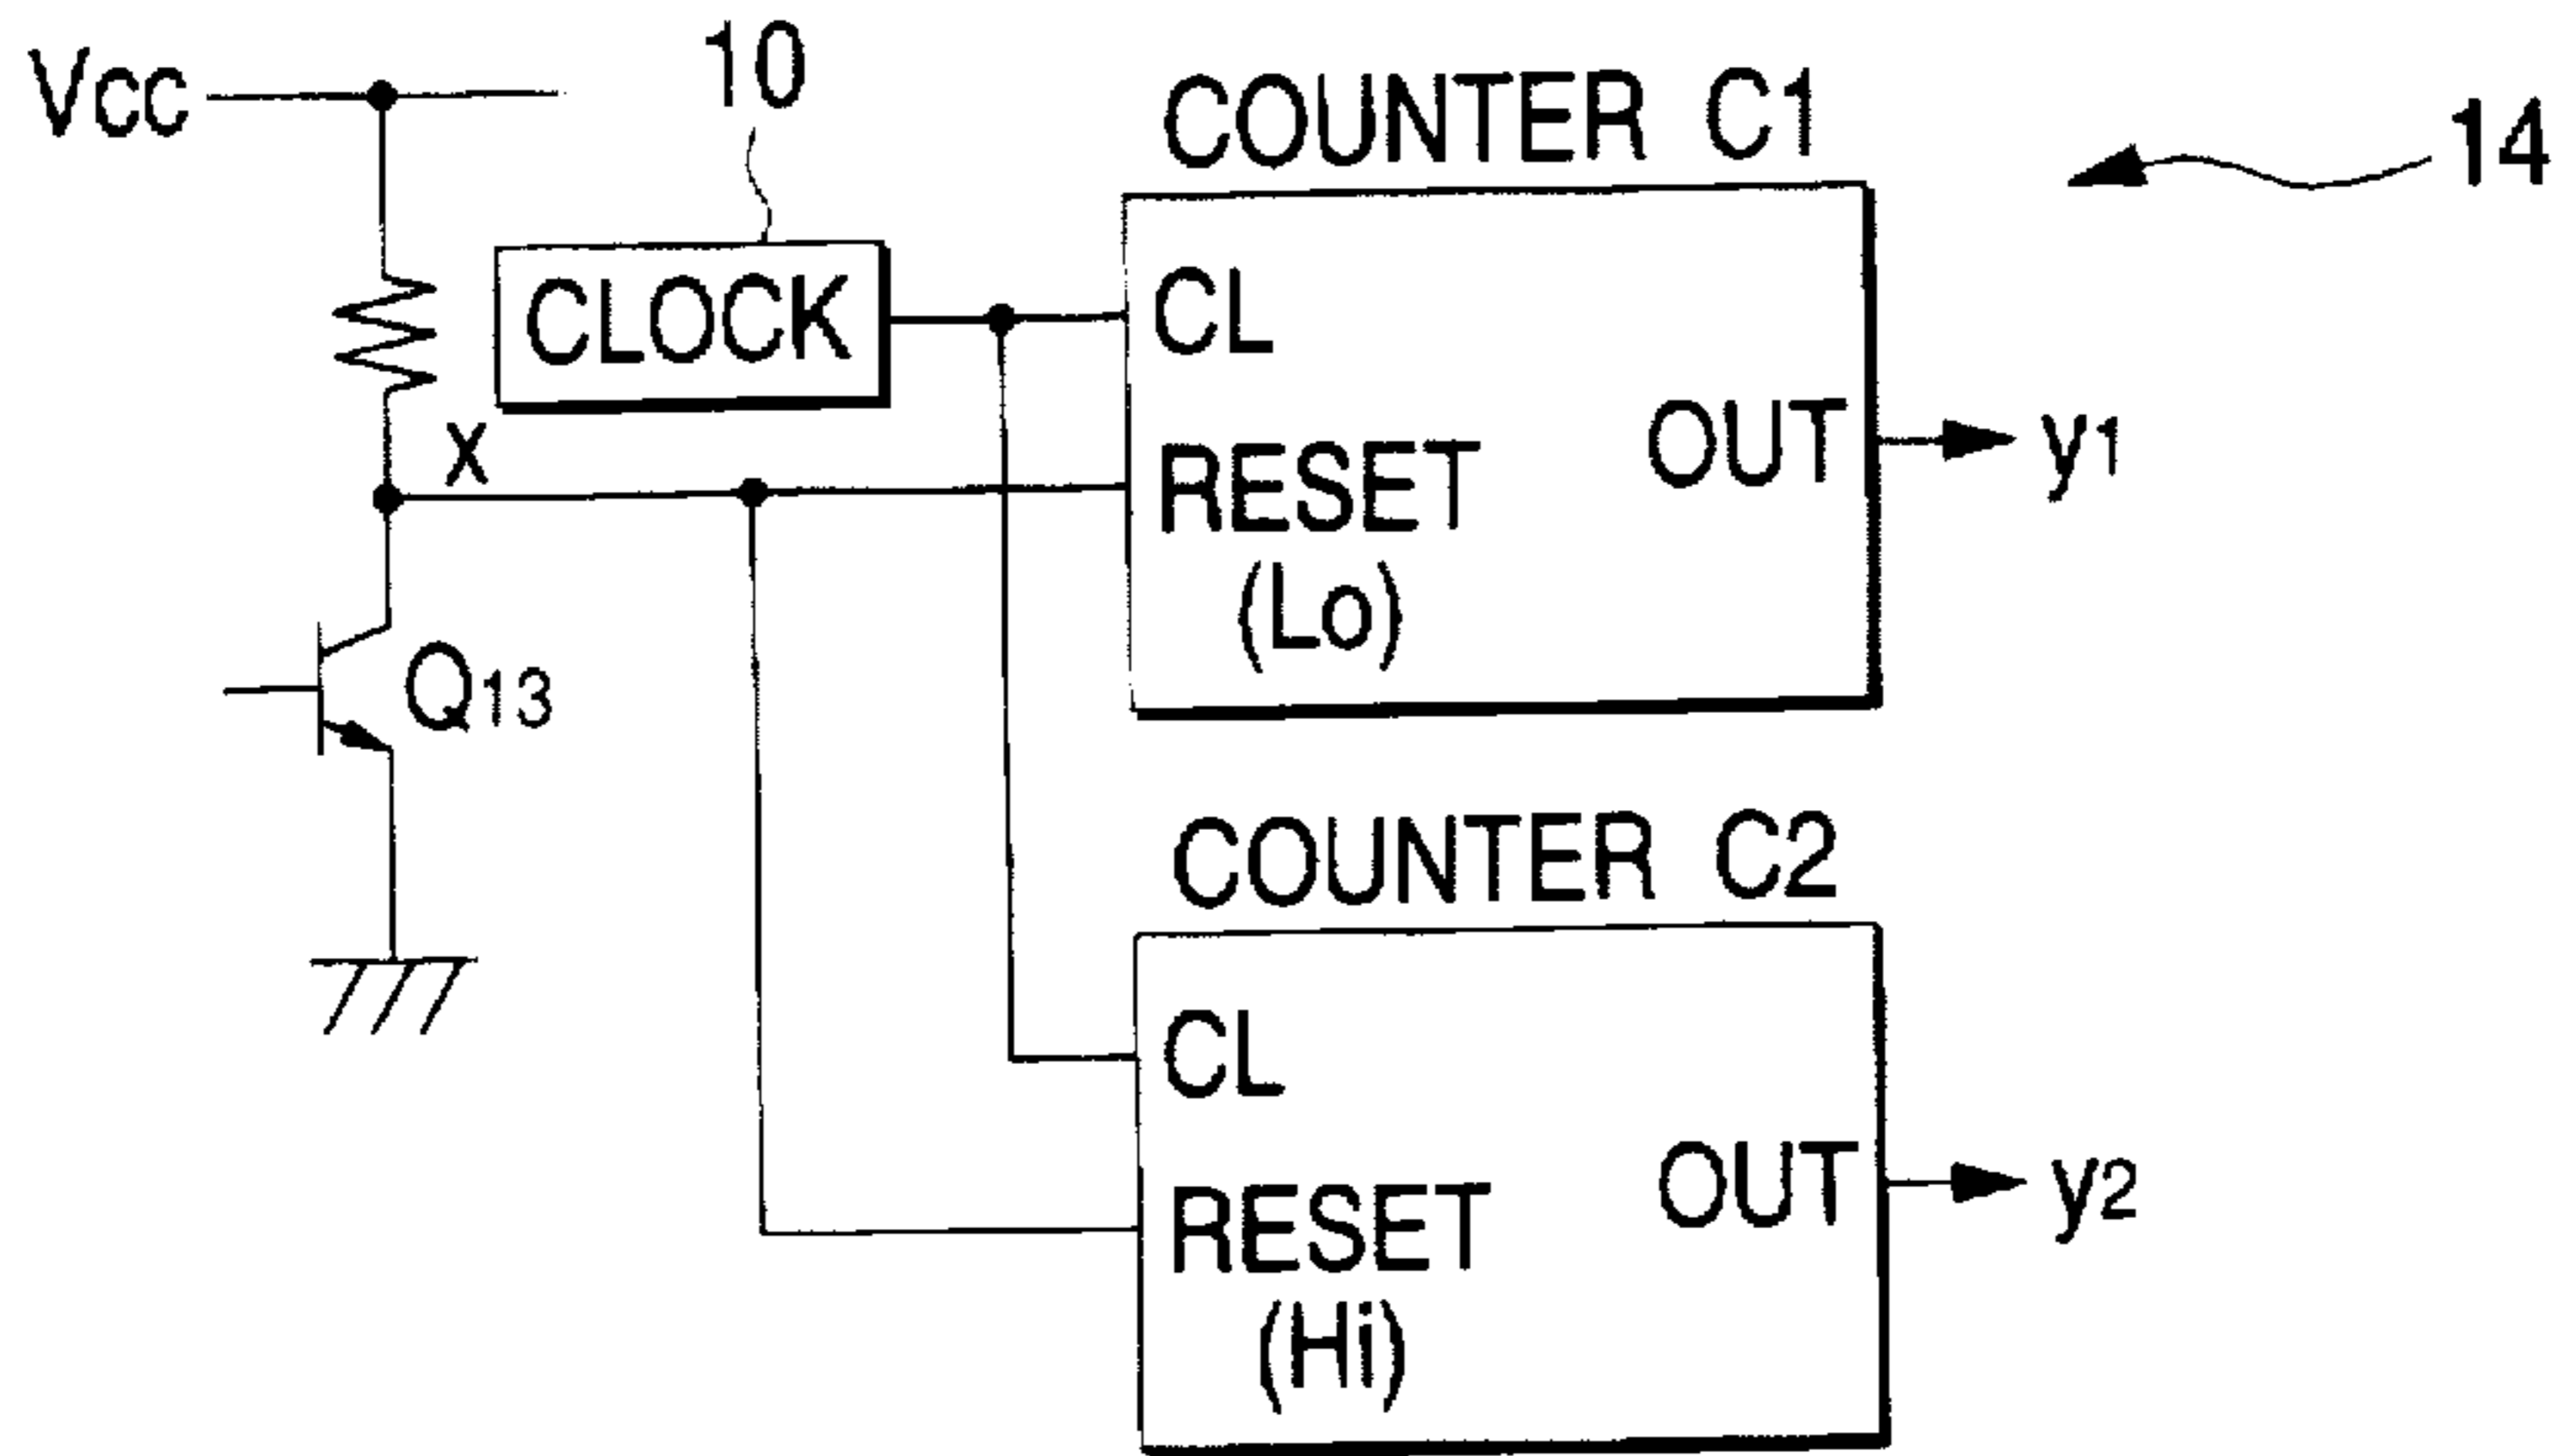 Vcc
10
COUNTER C1
14
CLOCK
CL
X
RESET
(Lo)
OUT
y1
Q13
COUNTER C2
CL
RESET
(Hi)
OUT
y2